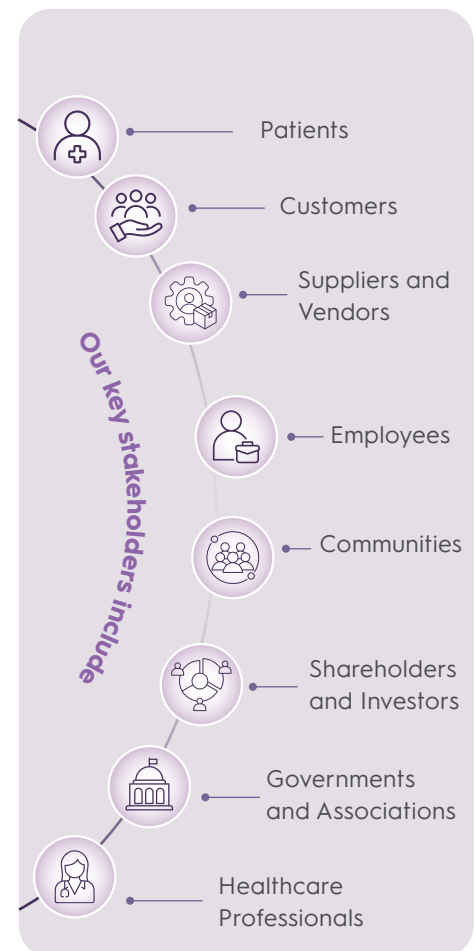 Our key stakeholders include
Patients
Customers
Suppliers and
Vendors
Employees
Communities
Shareholders
and Investors
Governments
and Associations
Healthcare
Professionals